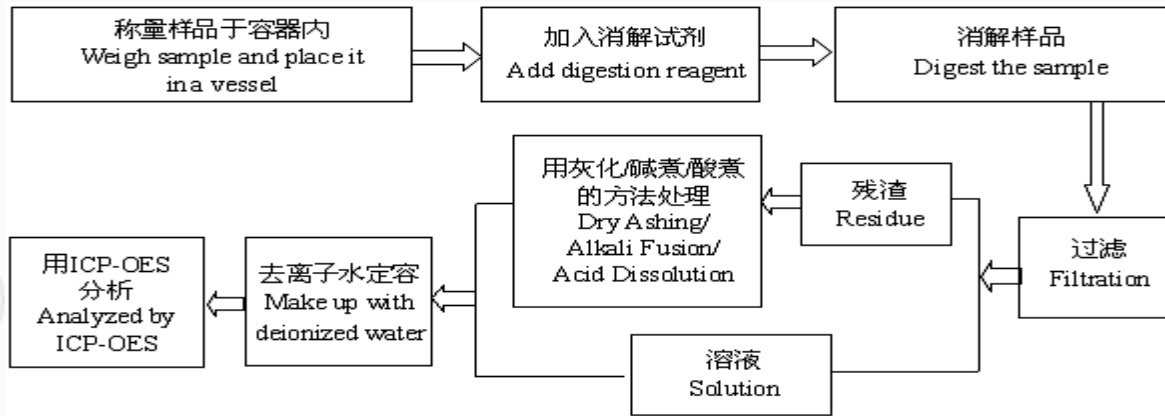 称量样品于容器内
Weigh sample and place it
in a vessel
加入消解试剂
Add digestion reagent
消解样品
Digest the sample
过滤
Filtration
残渣
Residue
溶液
Solution
用灰化/碱煮/酸煮
的方法处理
Dry Ashing/
Alkali Fusion/
Acid Dissolution
去离子水定容
Make up with
deionized water
用ICP-OES
分析
Analyzed by
ICP-OES